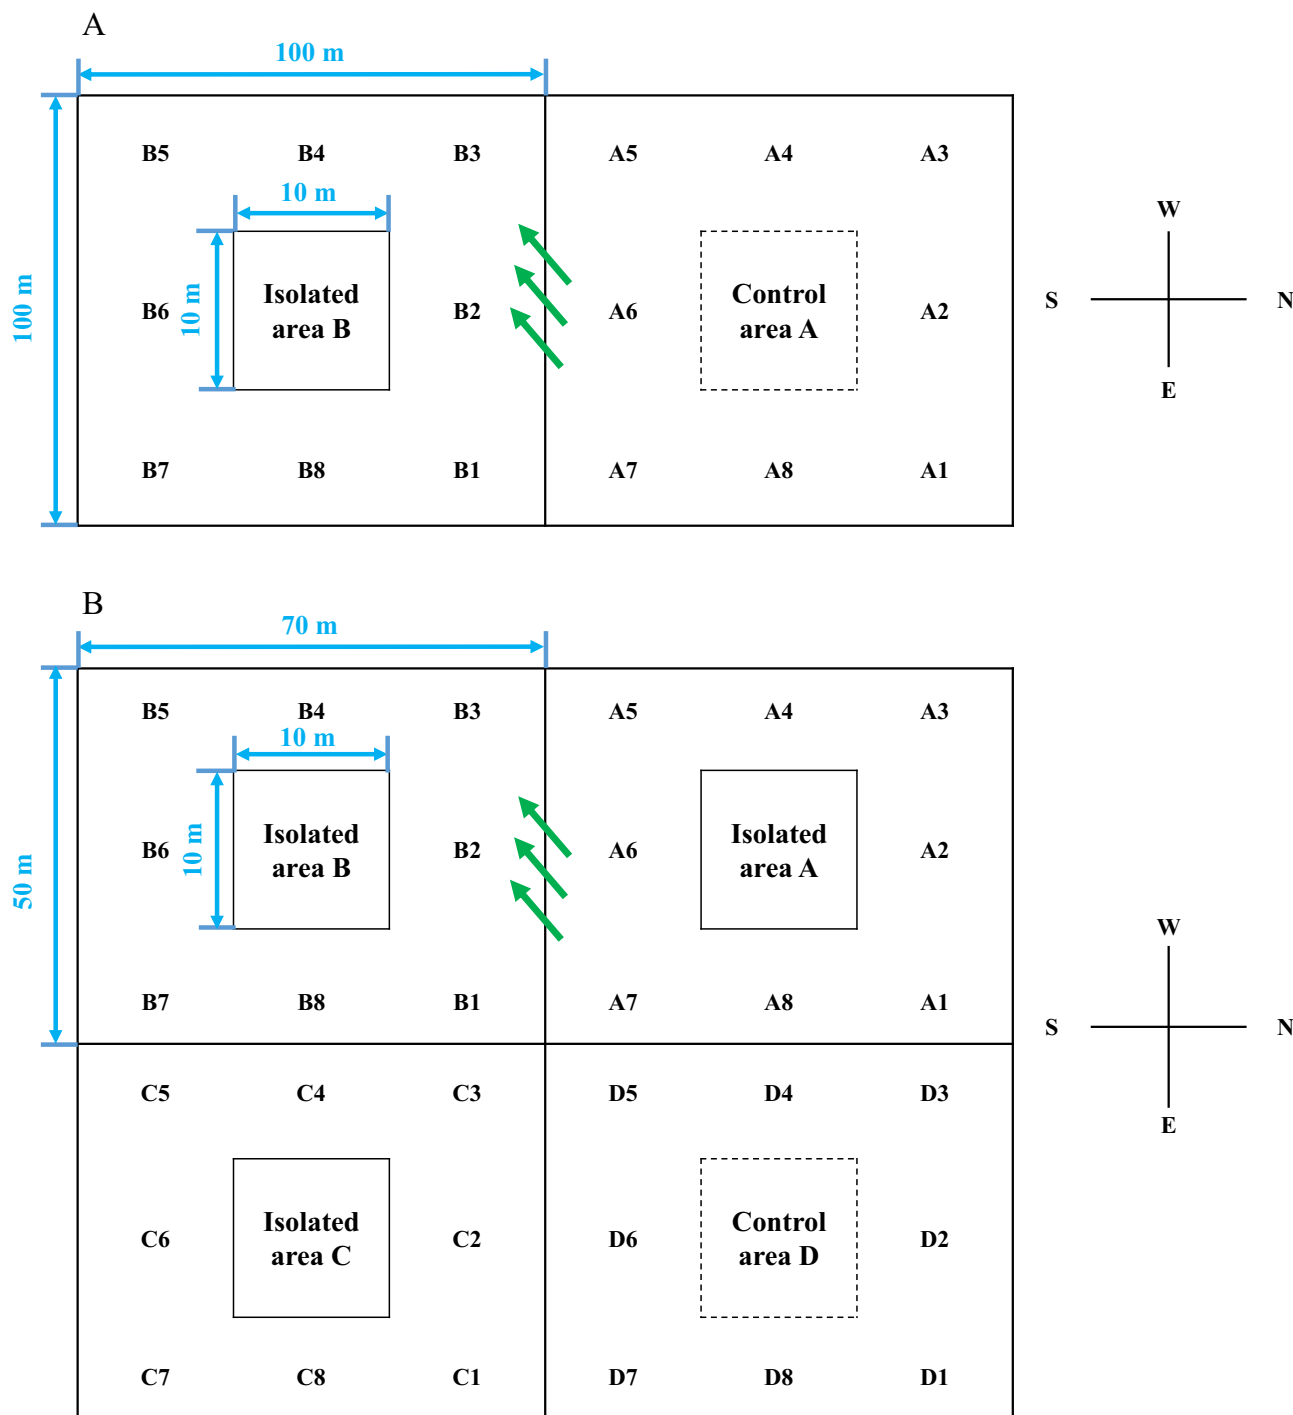 A
100 m
B5 B4 B3 A5 A4 A3
10 m
W
100 m
10 m
B6 Isolated area B B2 A6 Control area A A2
S N
E
B7 B8 B1 A7 A8 A1
B
70 m
B5 B4 B3 A5 A4 A3
10 m
50 m
10 m
B6 Isolated area B B2 A6 Isolated area A A2
W
B7 B8 B1 A7 A8 A1
S N
C5 C4 C3 D5 D4 D3
E
C6 Isolated area C C2 D6 Control area D D2
C7 C8 C1 D7 D8 D1